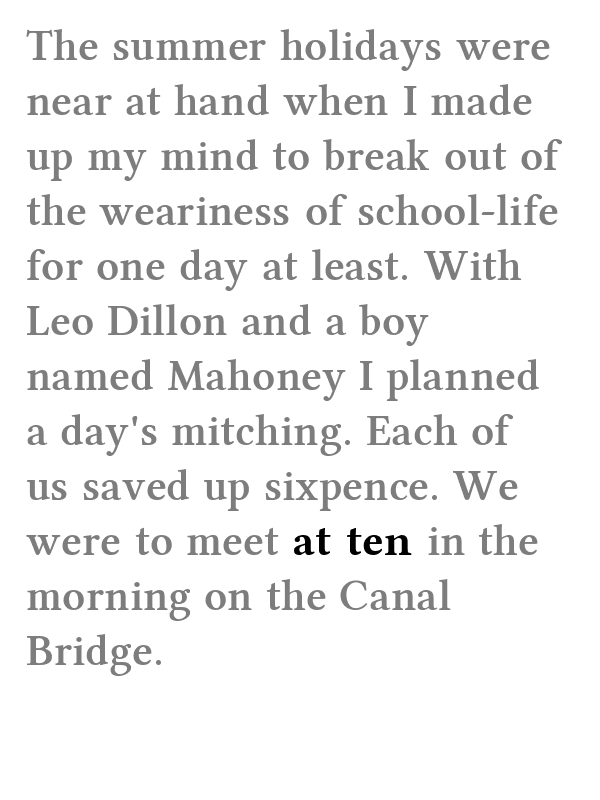 The summer holidays were
near at hand when I made
up my mind to break out of
the weariness of school-life
for one day at least. With
Leo Dillon and a boy
named Mahoney I planned
a day's mitching. Each of
us saved up sixpence. We
were to meet at ten in the
morning on the Canal
Bridge.